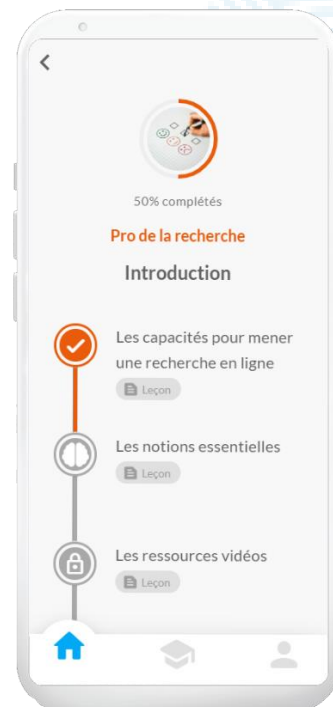 50% complétés
Pro de la recherche
Introduction
Les capacités pour mener
une recherche en ligne
Leçon
Les notions essentielles
Leçon
Les ressources vidéos
Leçon